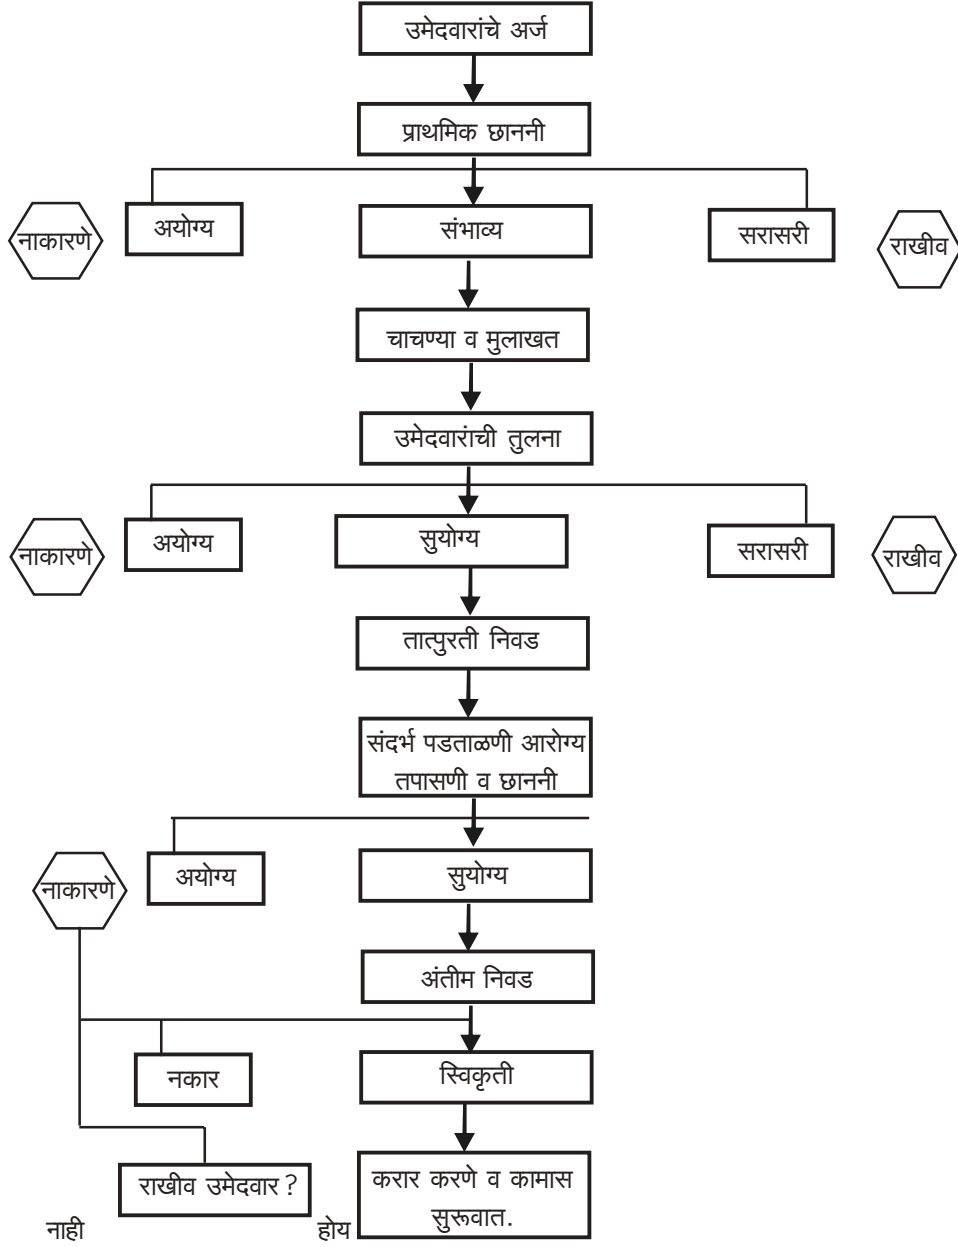 उमेदवारांचे अर्ज
प्राथमिक छाननी
नाकारणे
अयोग्य
संभाव्य
सरासरी
राखीव
चाचण्या व मुलाखत
उमेदवारांची तुलना
नाकारणे
अयोग्य
सुयोग्य
सरासरी
राखीव
तात्पुरती निवड
संदर्भ पडताळणी आरोग्य
तपासणी व छाननी
नाकारणे
अयोग्य
सुयोग्य
अंतीम निवड
नकार
स्विकृती
राखीव उमेदवार ?
करार करणे व कामास
सुरूवात.
नाही
होय